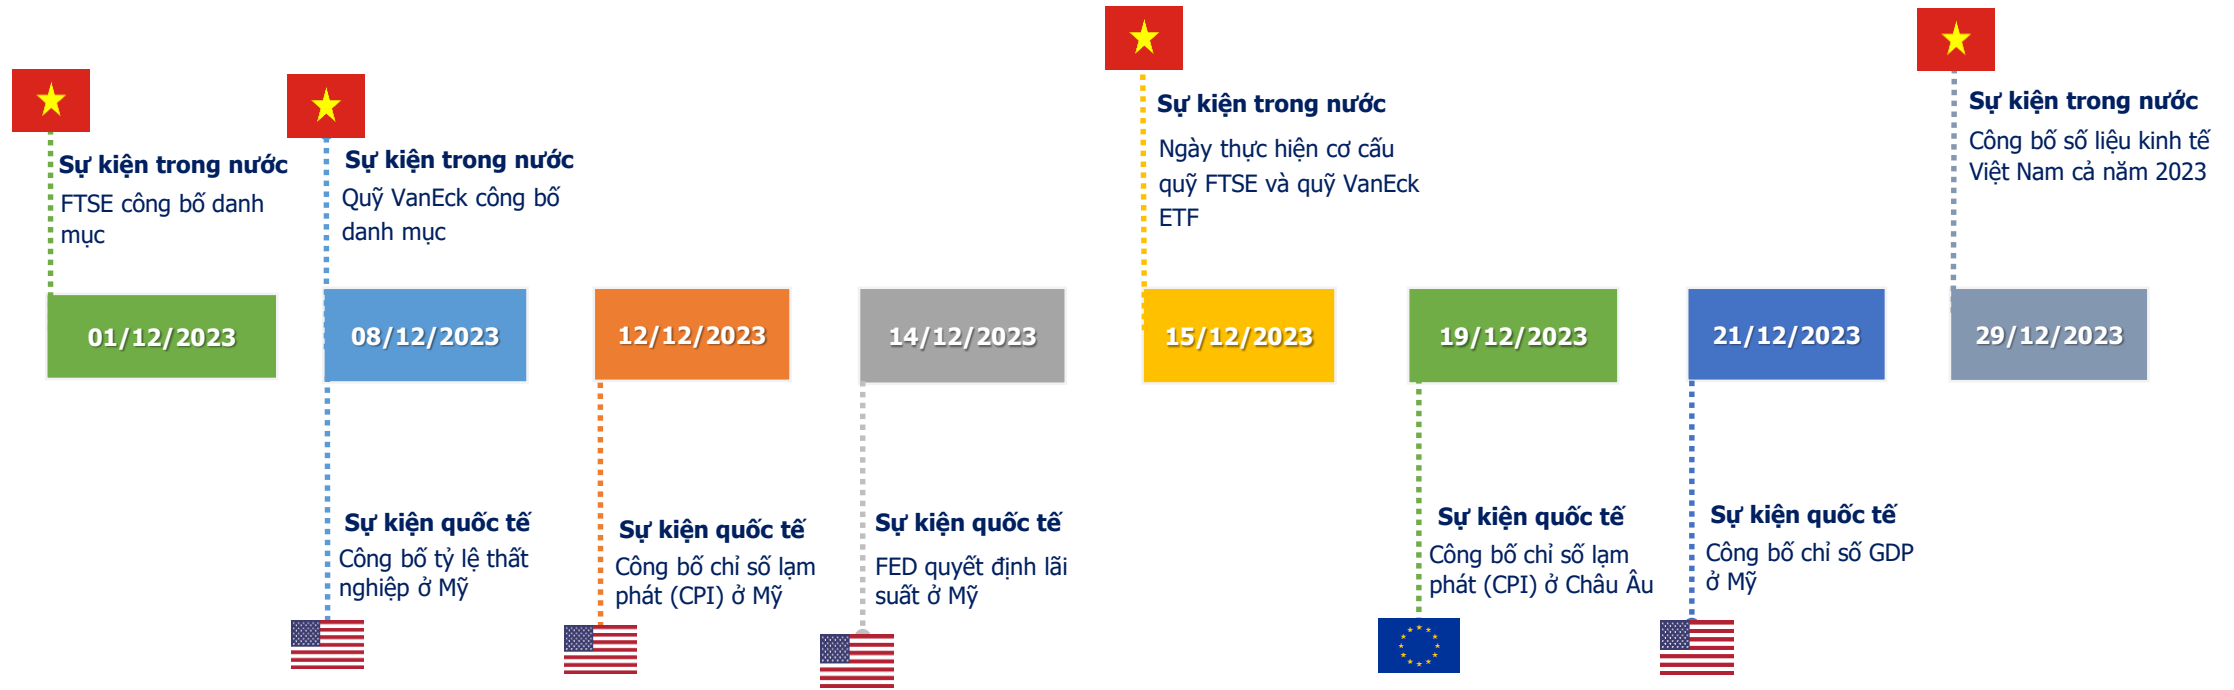 Sự kiện trong nước
FTSE công bố danh
mục
Sự kiện trong nước
Quỹ VanEck công bố
danh mục
Sự kiện trong nước
Ngày thực hiện cơ cấu
quỹ FTSE và quỹ VanEck
ETF
Sự kiện trong nước
Công bố số liệu kinh tế
Việt Nam cả năm 2023
01/12/2023
08/12/2023
12/12/2023
14/12/2023
15/12/2023
19/12/2023
21/12/2023
29/12/2023
Sự kiện quốc tế
Công bố tỷ lệ thất
nghiệp ở Mỹ
Sự kiện quốc tế
Công bố chỉ số lạm
phát (CPI) ở Mỹ
Sự kiện quốc tế
FED quyết định lãi
suất ở Mỹ
Sự kiện quốc tế
Công bố chỉ số lạm
phát (CPI) ở Châu Âu
Sự kiện quốc tế
Công bố chỉ số GDP
ở Mỹ